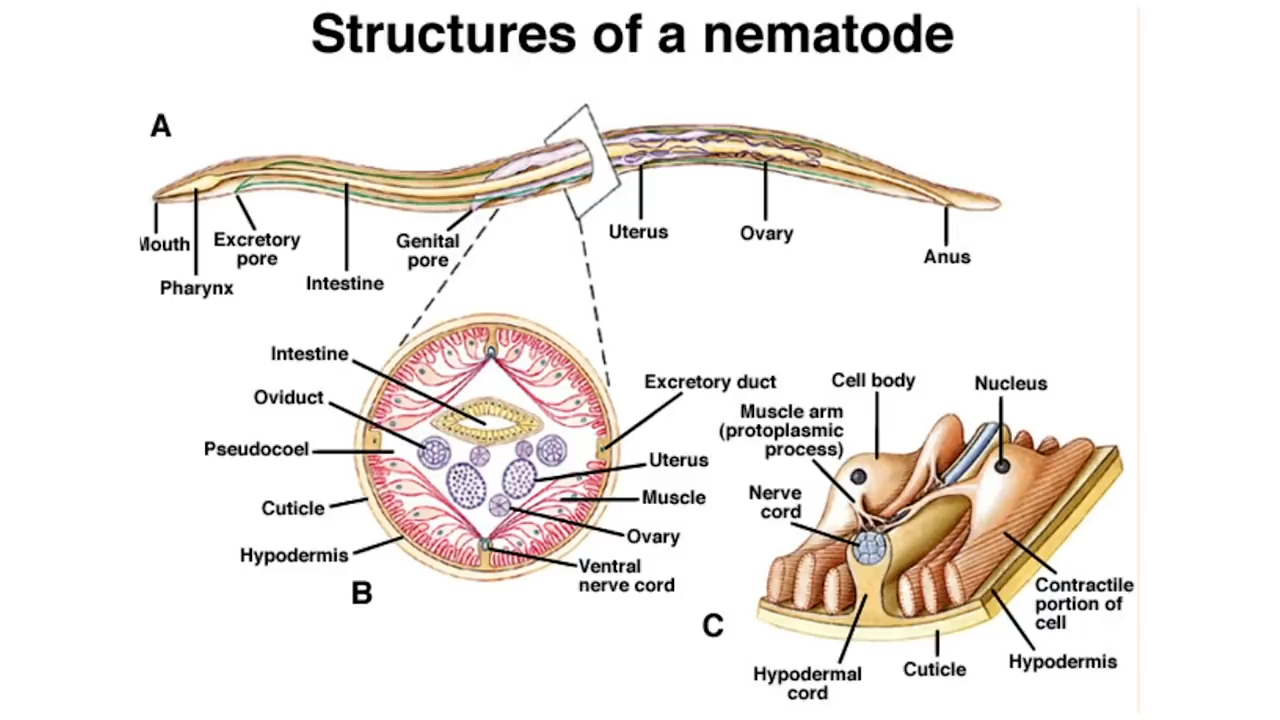 Structures of a nematode
A
Mouth
Pharynx
Excretory
pore
Intestine
Genital
pore
Uterus
Ovary
Anus
Intestine
Oviduct
Pseudocoel
Cuticle
Hypodermis
B
Excretory duct
Uterus
Muscle
Ovary
Ventral
nerve cord
Cell body
Nucleus
Muscle arm
(protoplasmic
process)
Nerve
cord
Contractile
portion of
cell
C
Hypodermal
cord
Cuticle
Hypodermis